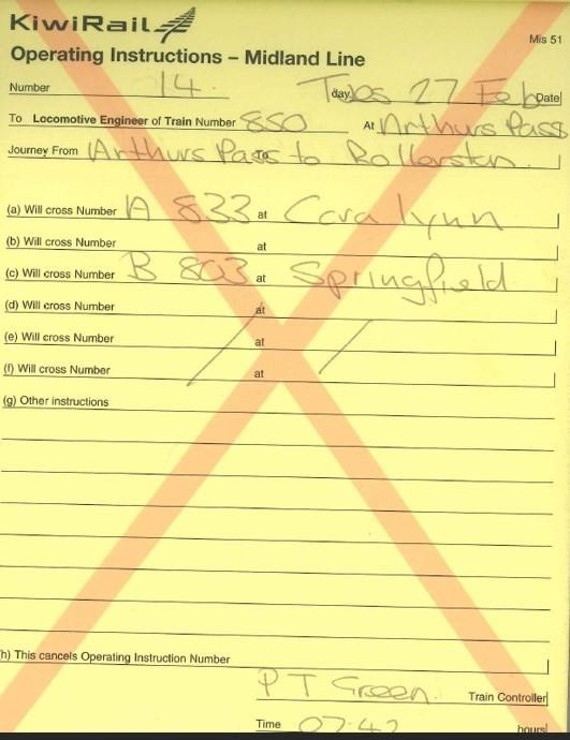 KiwiRail
Mis 51
Operating Instructions – Midland Line
Number 14. Tues day, 27 Feb Date
To Locomotive Engineer of Train Number 850 At Arthurs Pass
Journey From Arthurs Pass to Rolleston.
(a) Will cross Number A 833 at Cora lynn
(b) Will cross Number at
(c) Will cross Number B 803 at Springfield
(d) Will cross Number at
(e) Will cross Number at
(f) Will cross Number at
(g) Other instructions
h) This cancels Operating Instruction Number
P T Green. Train Controller
Time 07.42 hours